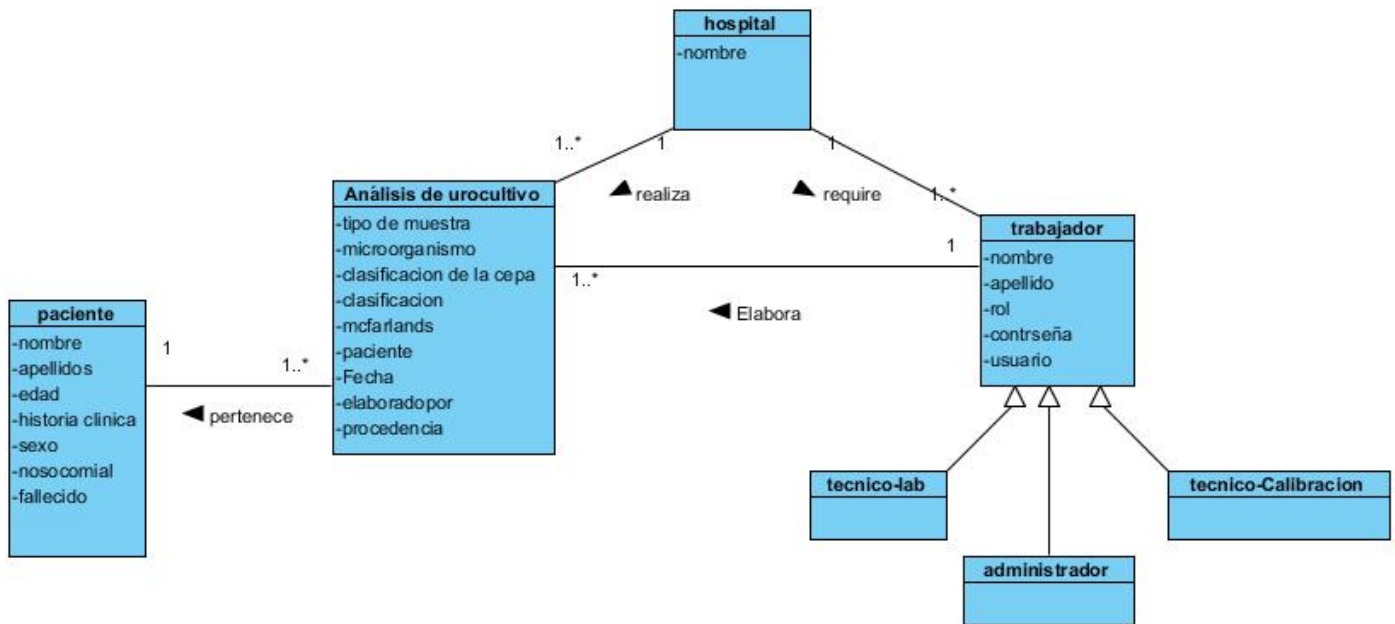 hospital
-nombre
1..*
1
1
realiza
require
1..*
Análisis de urocultivo
-tipo de muestra
-microorganismo
-clasificacion de la cepa
-clasificacion
-mcfarlands
-paciente
-Fecha
-elaboradopor
-procedencia
trabajador
-nombre
-apellido
-rol
-contrseña
-usuario
1
1..*
Elabora
paciente
-nombre
-apellidos
-edad
-historia clinica
-sexo
-nosocomial
-fallecido
1
1..*
pertenece
tecnico-lab
tecnico-Calibracion
administrador